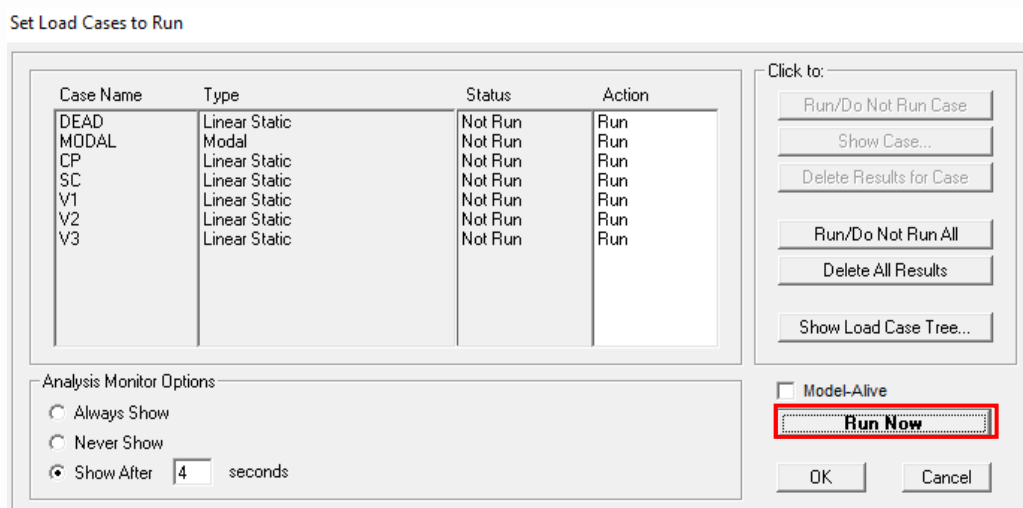 Set Load Cases to Run
Click to:
Case Name Type Status Action
DEAD Linear Static Not Run Run
MODAL Modal Not Run Run
CP Linear Static Not Run Run
SC Linear Static Not Run Run
V1 Linear Static Not Run Run
V2 Linear Static Not Run Run
V3 Linear Static Not Run Run
Run/Do Not Run Case
Show Case...
Delete Results for Case
Run/Do Not Run All
Delete All Results
Show Load Case Tree...
Analysis Monitor Options
Always Show
Never Show
Show After 4 seconds
Model-Alive
Run Now
OK Cancel